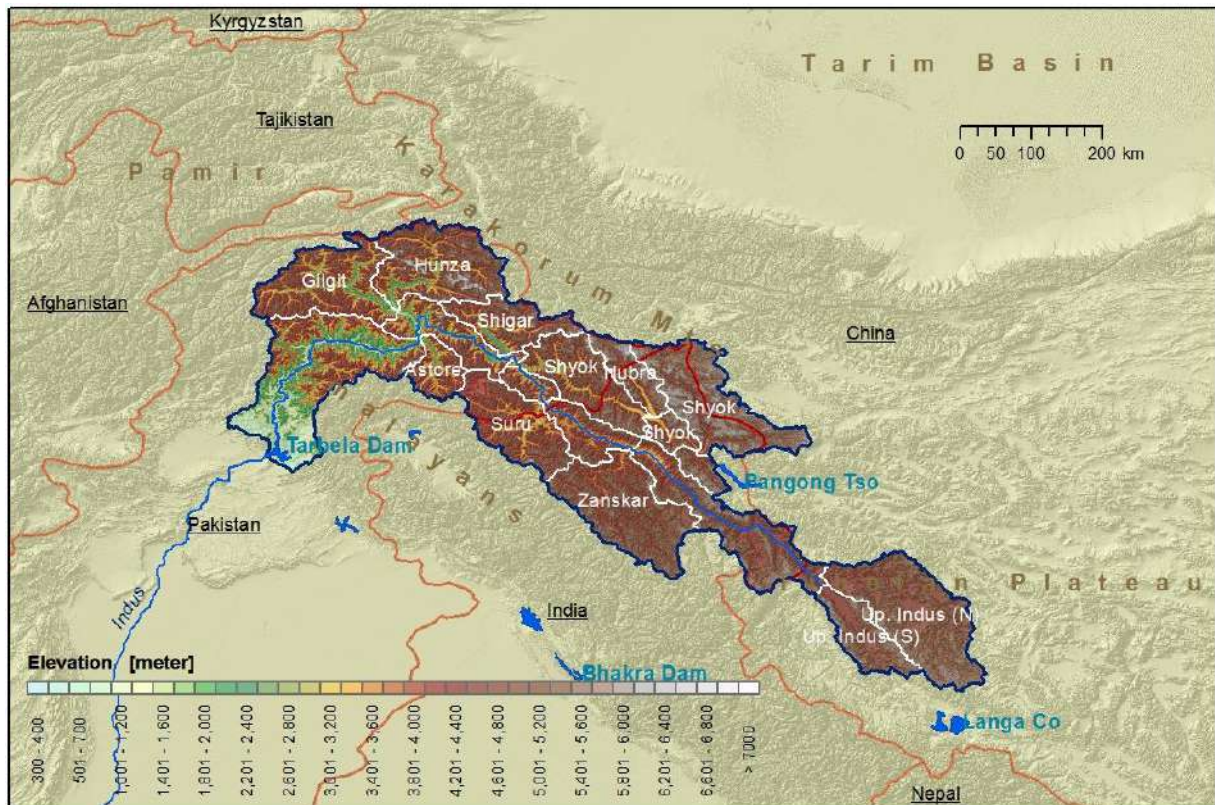 Kyrgyzstan
Tarim Basin
Tajikistan
0 50 100 200 km
Pamir
Karakorum
Hunza
Gilgit
Afghanistan
Shigar
China
Shyok
Nubra
Astore
Shyok
Suru
Shyok
Tarbela Dam
Bangong Tso
Zanskar
Pakistan
Plateau
Indus
India
Up. Indus (N)
Up. Indus (S)
Elevation [meter]
Bhakra Dam
Langa Co
300 - 400
501 - 700
1,001 - 1,200
1,401 - 1,600
1,801 - 2,000
2,201 - 2,400
2,601 - 2,800
3,001 - 3,200
3,401 - 3,600
3,801 - 4,000
4,201 - 4,400
4,601 - 4,800
5,001 - 5,200
5,401 - 5,600
5,801 - 6,000
6,201 - 6,400
6,601 - 6,800
> 7000
Nepal